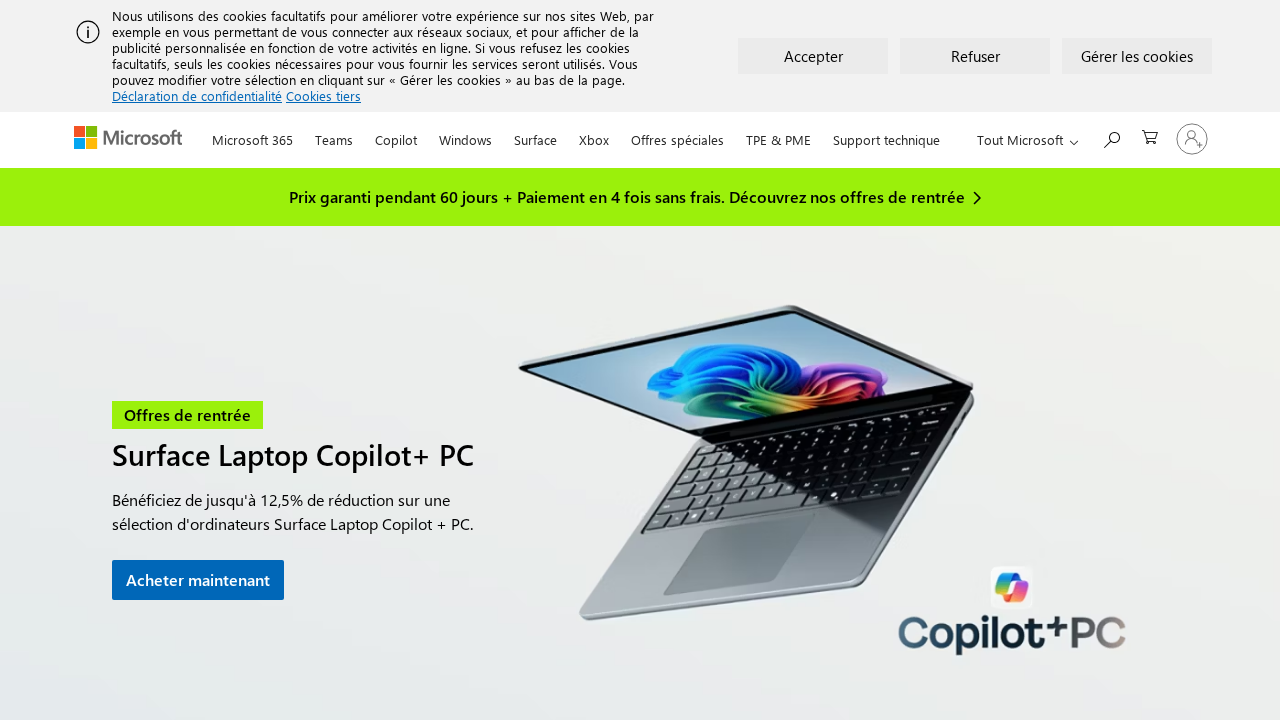 Nous utilisons des cookies facultatifs pour améliorer votre expérience sur nos sites Web, par
exemple en vous permettant de vous connecter aux réseaux sociaux, et pour afficher de la
publicité personnalisée en fonction de votre activités en ligne. Si vous refusez les cookies
facultatifs, seuls les cookies nécessaires pour vous fournir les services seront utilisés. Vous
pouvez modifier votre sélection en cliquant sur « Gérer les cookies » au bas de la page.
Déclaration de confidentialité Cookies tiers
Accepter
Refuser
Gérer les cookies
Microsoft
Microsoft 365
Teams
Copilot
Windows
Surface
Xbox
Offres spéciales
TPE & PME
Support technique
Tout Microsoft
Prix garanti pendant 60 jours + Paiement en 4 fois sans frais. Découvrez nos offres de rentrée
Offres de rentrée
Surface Laptop Copilot+ PC
Bénéficiez de jusqu'à 12,5% de réduction sur une
sélection d'ordinateurs Surface Laptop Copilot + PC.
Acheter maintenant
Copilot+PC